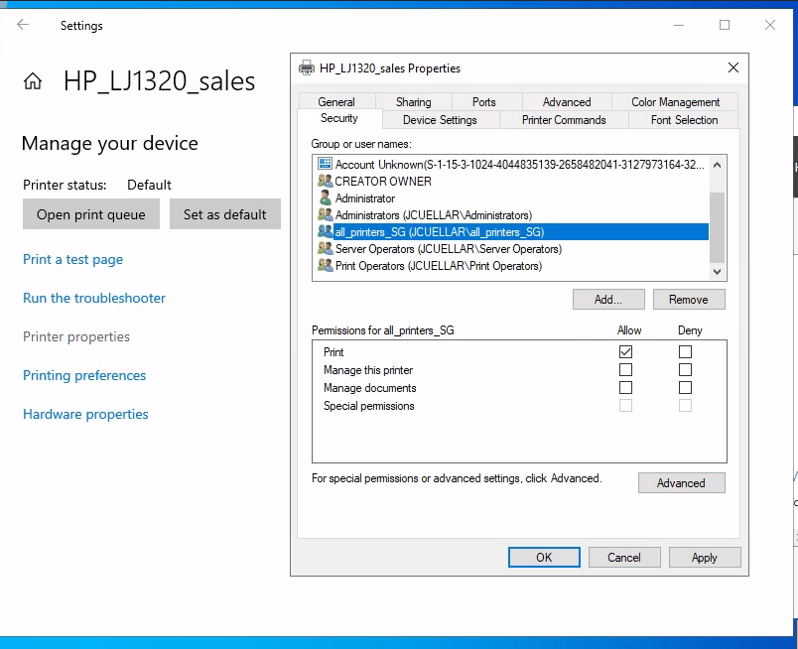 Settings
HP_LJ1320_sales
Manage your device
Printer status: Default
Open print queue
Set as default
Print a test page
Run the troubleshooter
Printer properties
Printing preferences
Hardware properties
HP_LJ1320_sales Properties
General Sharing Ports Advanced Color Management
Security Device Settings Printer Commands Font Selection
Group or user names:
Account Unknown(S-1-15-3-1024-4044835139-2658482041-3127973164-32...
CREATOR OWNER
Administrator
Administrators (JCUELLAR\Administrators)
all_printers_SG (JCUELLAR\all_printers_SG)
Server Operators (JCUELLAR\Server Operators)
Print Operators (JCUELLAR\Print Operators)
Add... Remove
Permissions for all_printers_SG Allow Deny
Print
Manage this printer
Manage documents
Special permissions
For special permissions or advanced settings, click Advanced.
Advanced
OK Cancel Apply